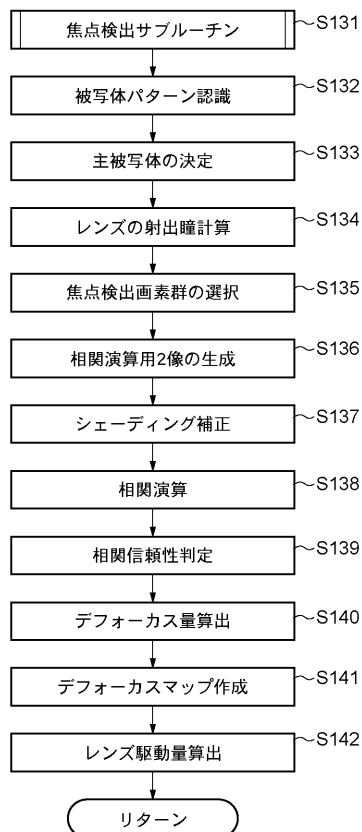 焦点検出サブルーチン S131
被写体パターン認識 S132
主被写体の決定 S133
レンズの射出瞳計算 S134
焦点検出画素群の選択 S135
相関演算用2像の生成 S136
シェーディング補正 S137
相関演算 S138
相関信頼性判定 S139
デフォーカス量算出 S140
デフォーカスマップ作成 S141
レンズ駆動量算出 S142
リターン